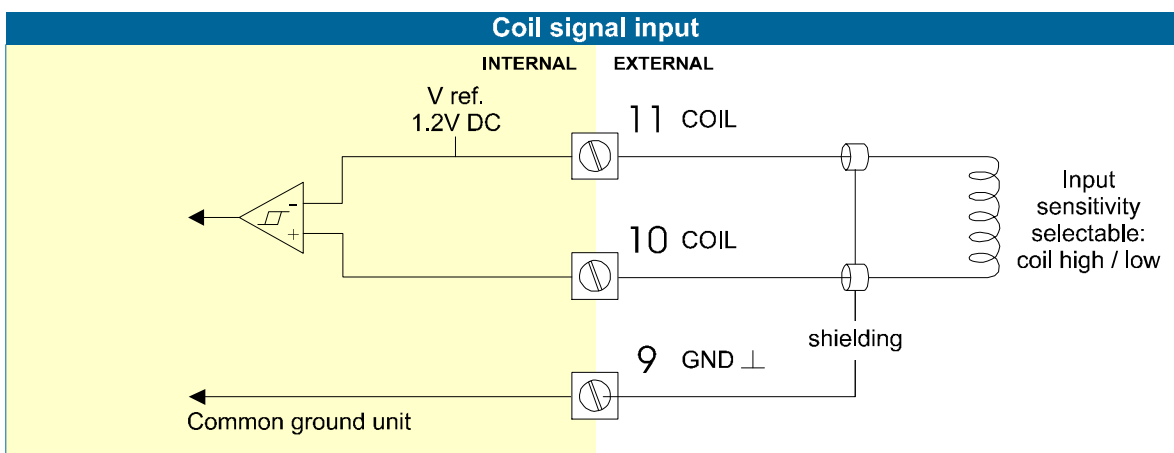 Coil signal input
INTERNAL
EXTERNAL
V ref.
1.2V DC
11 COIL
-
+
10 COIL
Input
sensitivity
selectable:
coil high / low
shielding
9 GND ⊥
Common ground unit